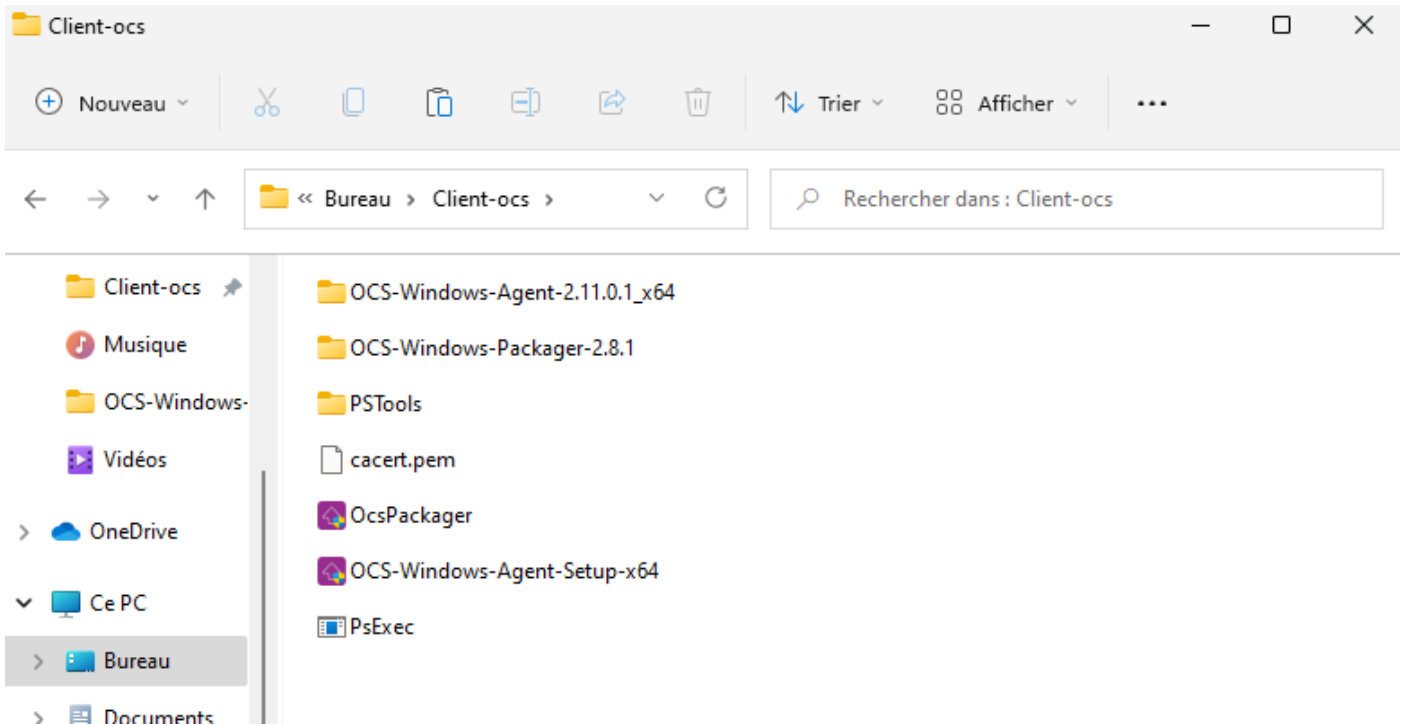 Client-ocs
Nouveau Trier Afficher
« Bureau > Client-ocs > Rechercher dans : Client-ocs
Client-ocs
Musique
OCS-Windows-
Vidéos
OneDrive
Ce PC
Bureau
Documents
OCS-Windows-Agent-2.11.0.1_x64
OCS-Windows-Packager-2.8.1
PSTools
cacert.pem
OcsPackager
OCS-Windows-Agent-Setup-x64
PsExec